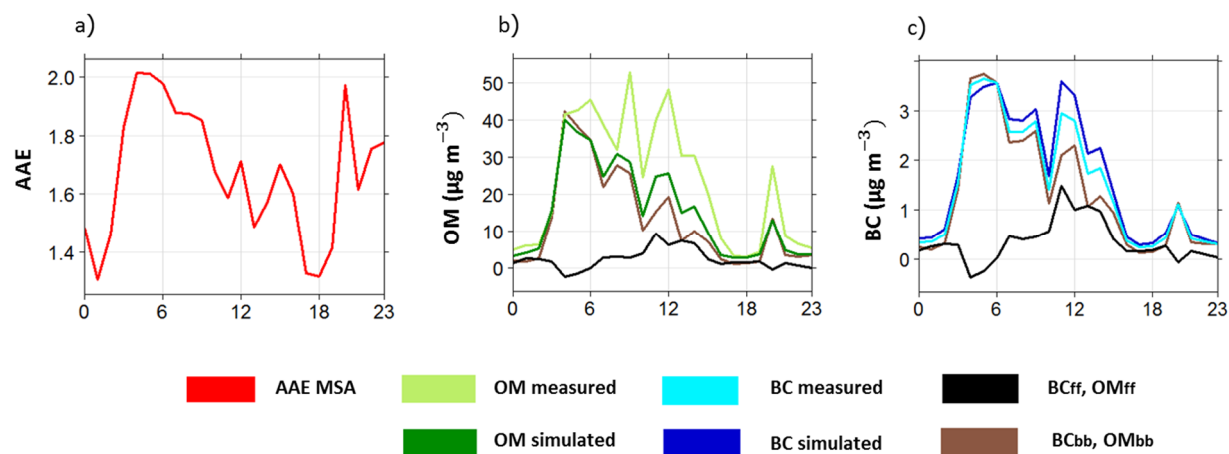 a)
b)
c)
AAE
2.0
1.8
1.6
1.4
0
6
12
18
23
OM (µg m⁻³)
50
40
30
20
10
0
0
6
12
18
23
BC (µg m⁻³)
3
2
1
0
0
6
12
18
23
AAE MSA
OM measured
BC measured
BCff, OMff
OM simulated
BC simulated
BCbb, OMbb